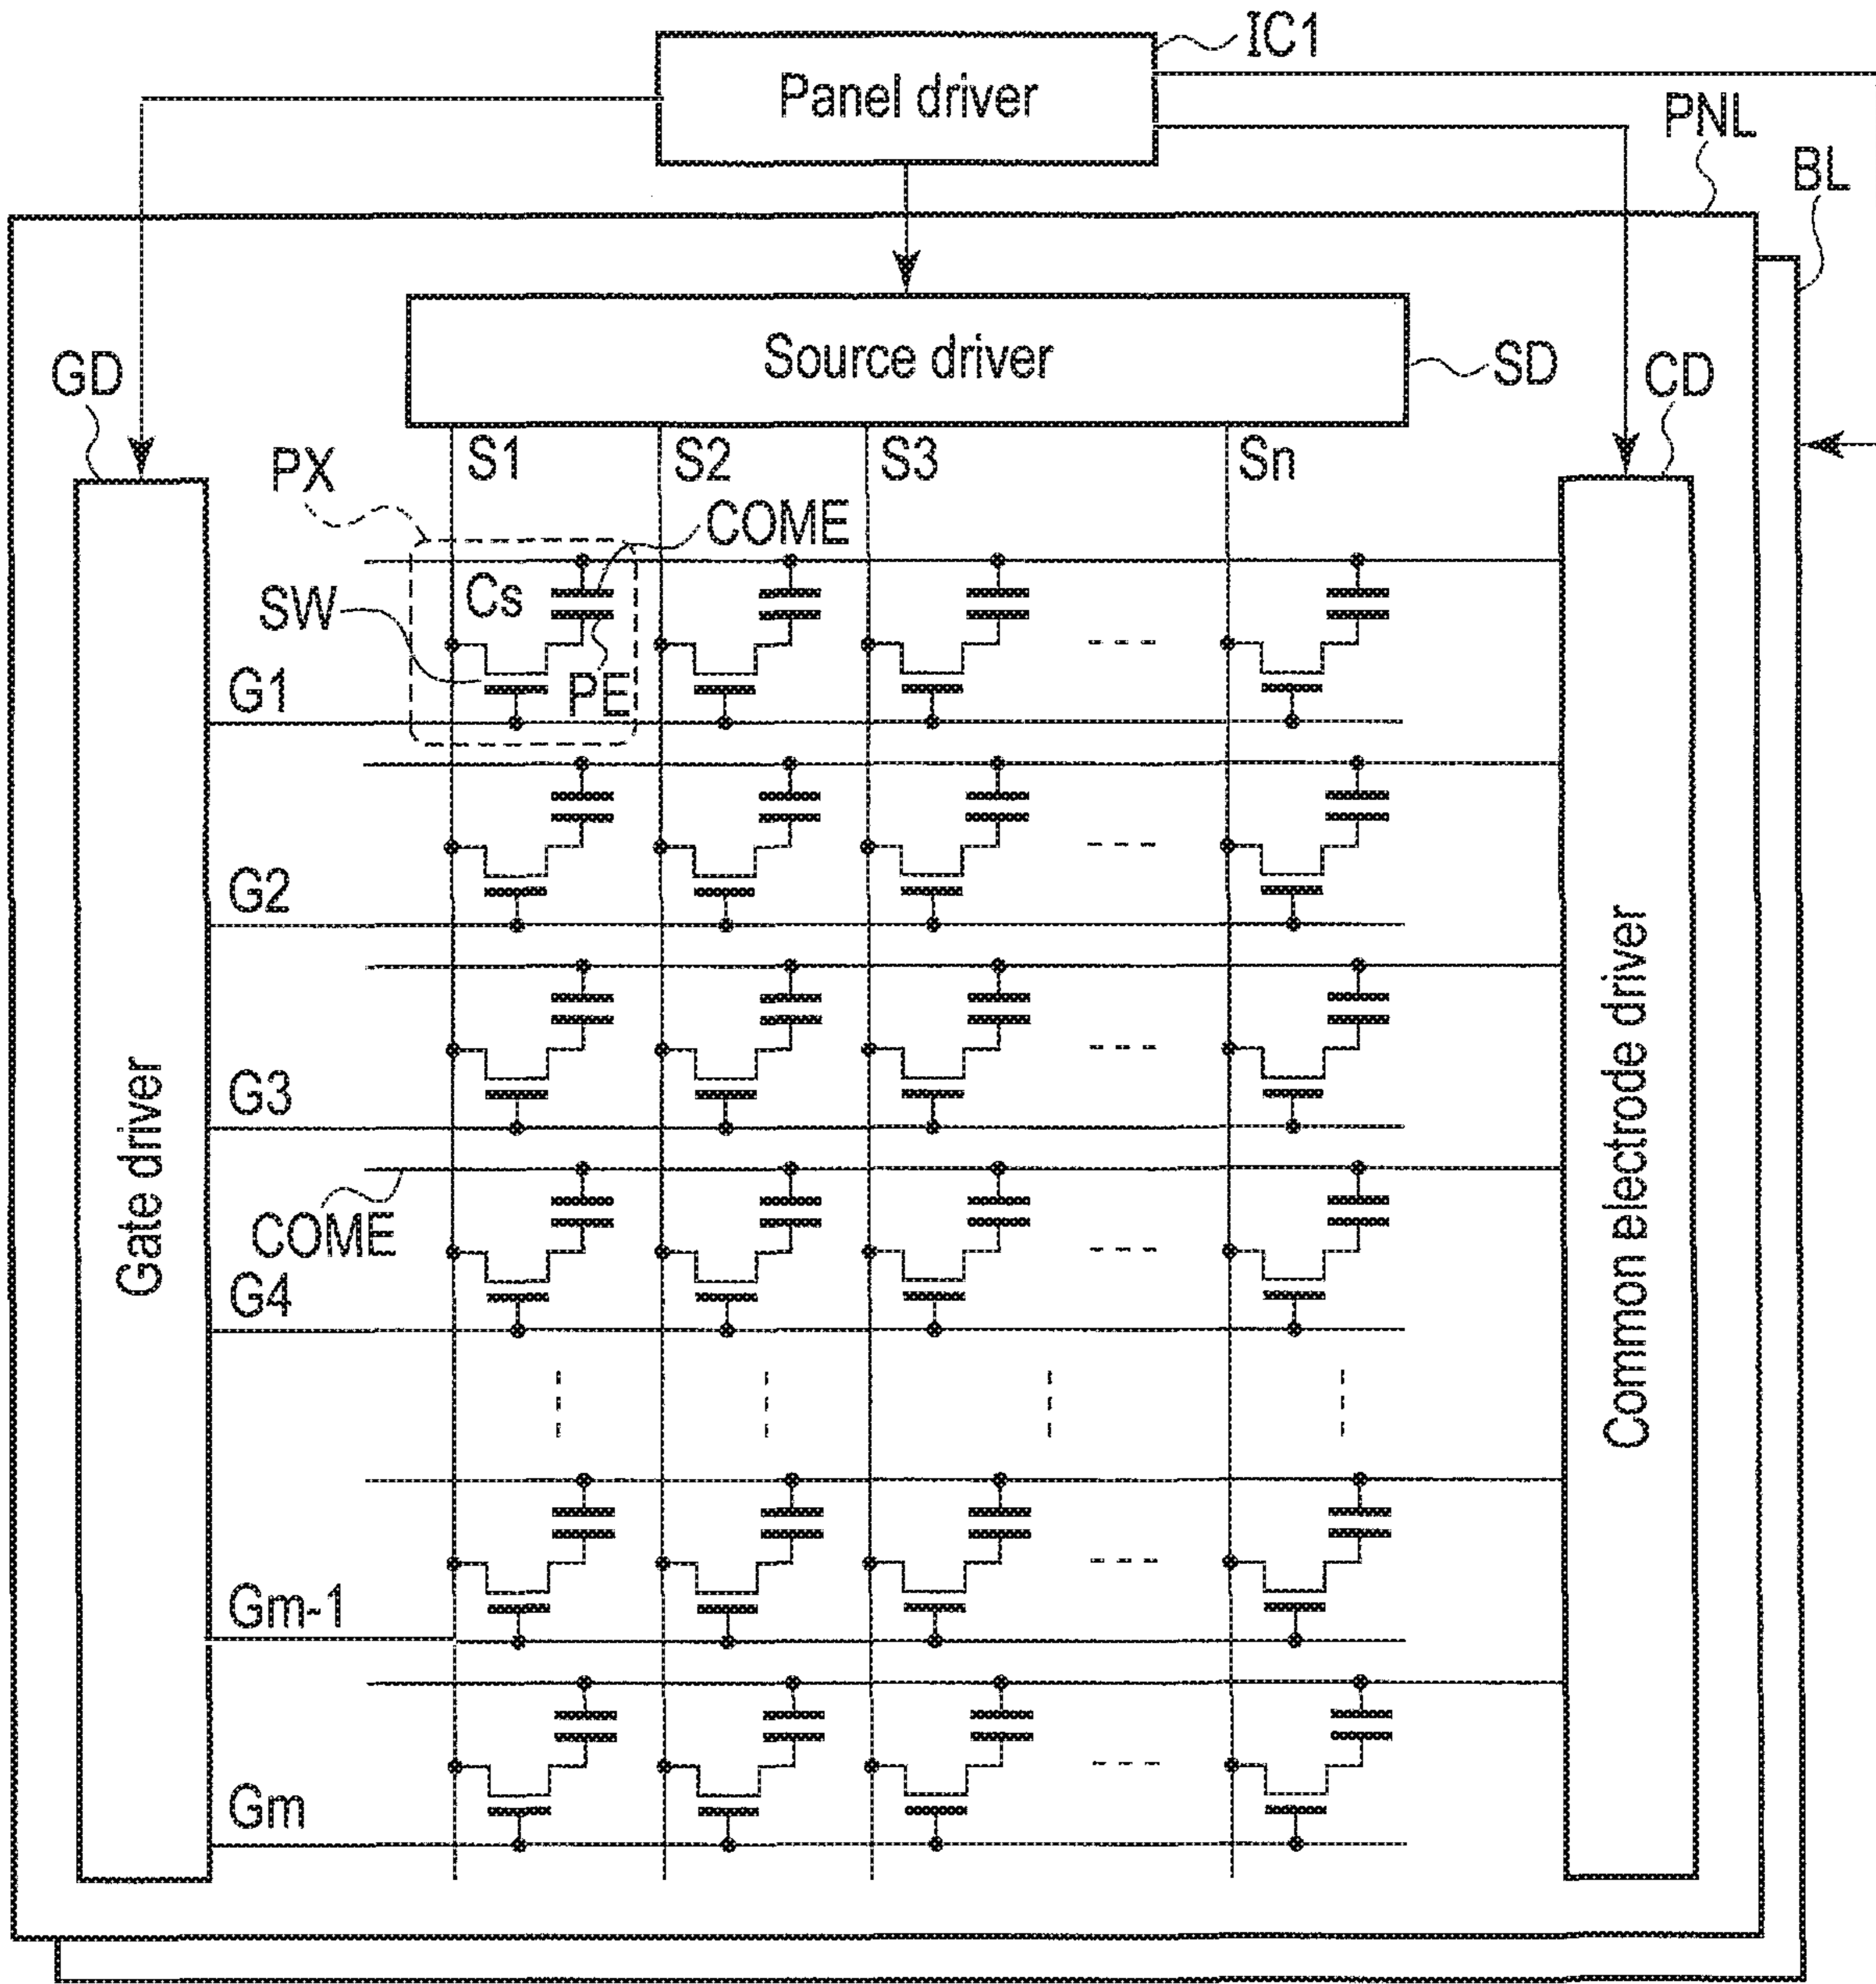 IC1
Panel driver
PNL
BL
Source driver
SD
GD
CD
S1
S2
S3
Sn
PX
COME
Cs
SW
PE
G1
G2
G3
COME
G4
Gm-1
Gm
Gate driver
Common electrode driver